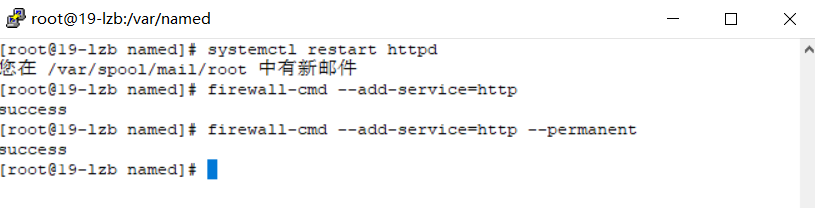 root@19-lzb:/var/named
[root@19-lzb named]# systemctl restart httpd
您在 /var/spool/mail/root 中有新邮件
[root@19-lzb named]# firewall-cmd --add-service=http
success
[root@19-lzb named]# firewall-cmd --add-service=http --permanent
success
[root@19-lzb named]#